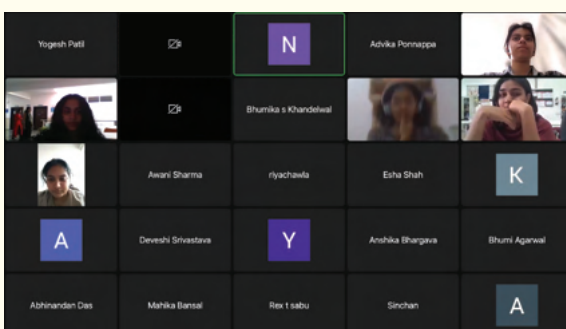 Yogesh Patil
N
Advika Ponnappa
Bhumika s Khandelwal
Awani Sharma
riyachawla
Esha Shah
K
A
Deveshi Srivastava
Y
Anshika Bhargava
Bhumi Agarwal
Abhinandan Das
Mahika Bansal
Rex t sabu
Sinchan
A